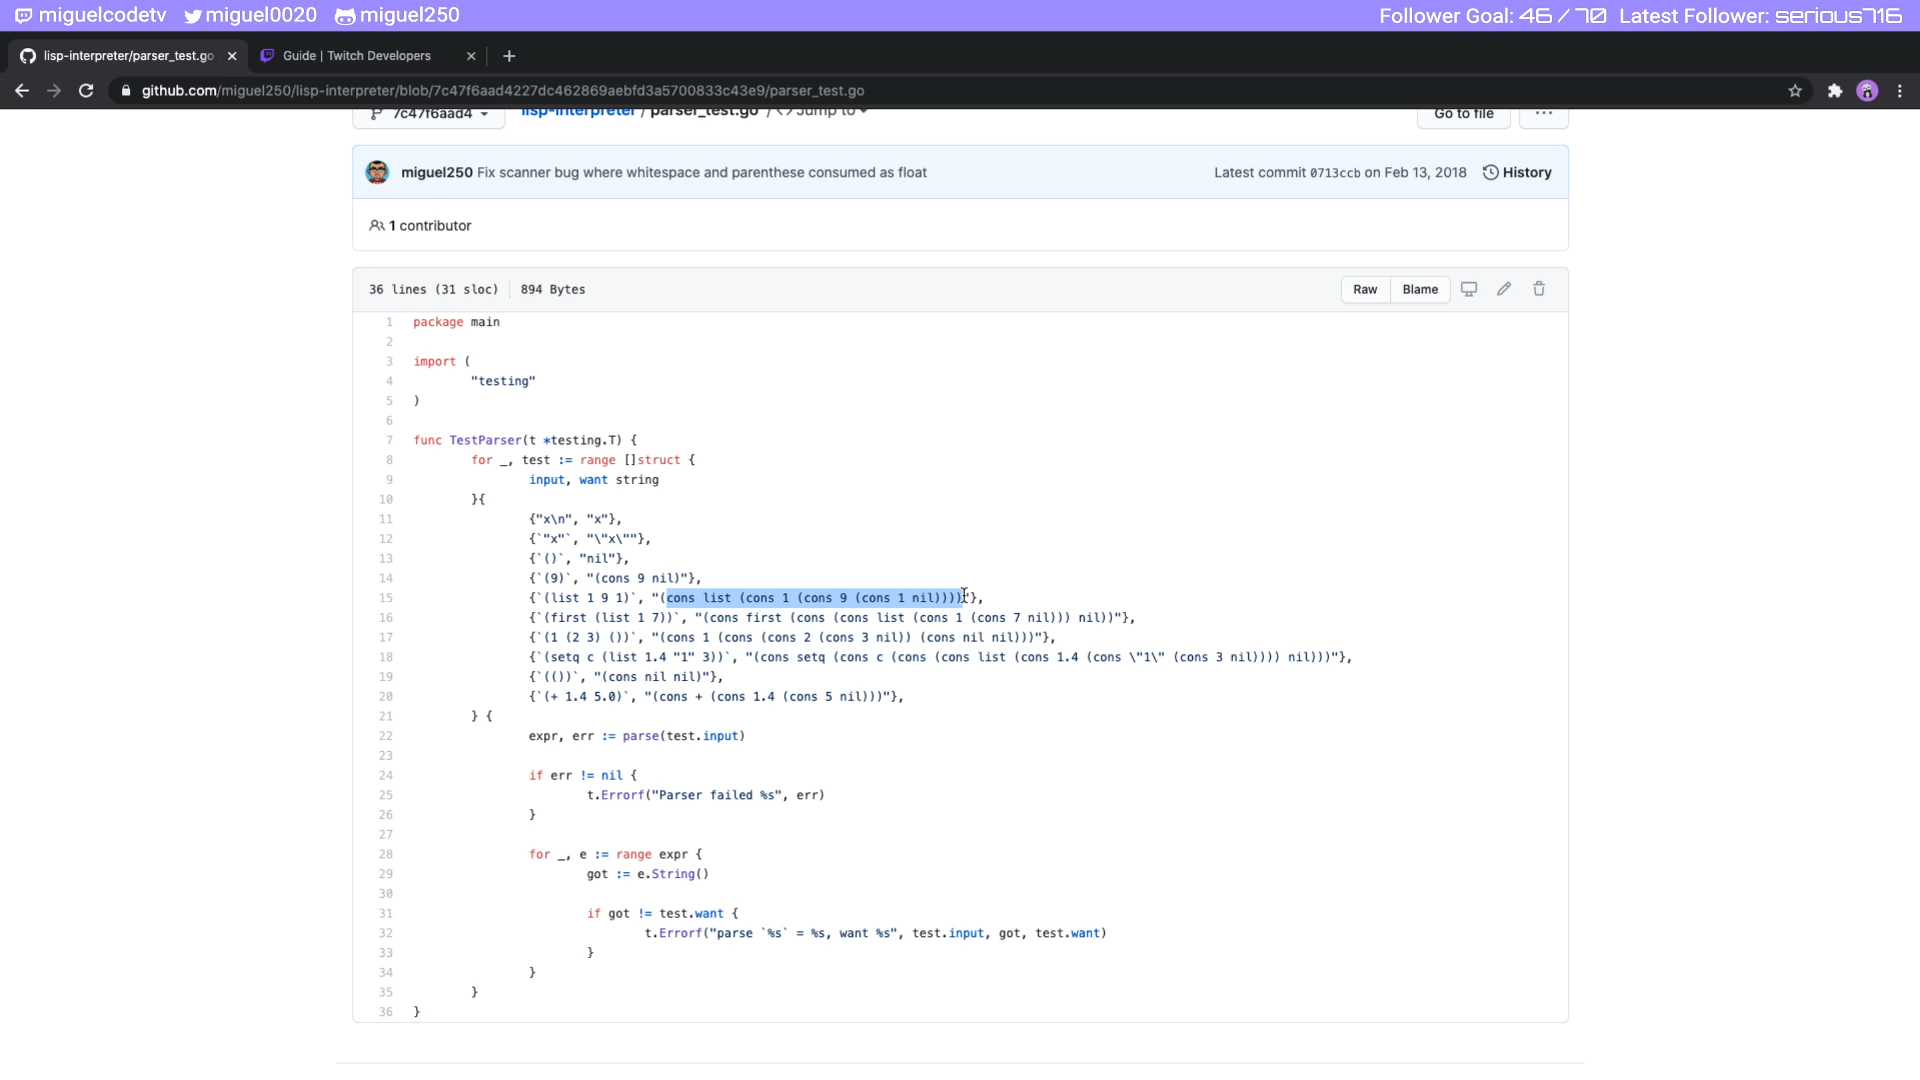 miguelcodetv miguel0020 miguel250 Follower Goal: 46 / 70 Latest Follower: serious716
lisp-interpreter/parser_test.go Guide | Twitch Developers
github.com/miguel250/lisp-interpreter/blob/7c47f6aad4227dc462869aebfd3a5700833c43e9/parser_test.go
7c47f6aad4 lisp-interpreter / parser_test.go / <> Jump to Go to file ...
miguel250 Fix scanner bug where whitespace and parenthese consumed as float Latest commit 0713ccb on Feb 13, 2018 History
1 contributor
36 lines (31 sloc) 894 Bytes Raw Blame
1 package main
2
3 import (
4 "testing"
5 )
6
7 func TestParser(t *testing.T) {
8 for _, test := range []struct {
9 input, want string
10 }{
11 {"x\n", "x"},
12 {`"x"`, "\"x\""},
13 {`()`, "nil"},
14 {`(9)`, "(cons 9 nil)"},
15 {`(list 1 9 1)`, "(cons list (cons 1 (cons 9 (cons 1 nil))))"},
16 {`(first (list 1 7))`, "(cons first (cons (cons list (cons 1 (cons 7 nil))) nil))"},
17 {`(1 (2 3) ())`, "(cons 1 (cons (cons 2 (cons 3 nil)) (cons nil nil)))"},
18 {`(setq c (list 1.4 "1" 3))`, "(cons setq (cons c (cons (cons list (cons 1.4 (cons \"1\" (cons 3 nil)))) nil)))"},
19 {`(())`, "(cons nil nil)"},
20 {`(+ 1.4 5.0)`, "(cons + (cons 1.4 (cons 5 nil)))"},
21 } {
22 expr, err := parse(test.input)
23
24 if err != nil {
25 t.Errorf("Parser failed %s", err)
26 }
27
28 for _, e := range expr {
29 got := e.String()
30
31 if got != test.want {
32 t.Errorf("parse `%s` = %s, want %s", test.input, got, test.want)
33 }
34 }
35 }
36 }